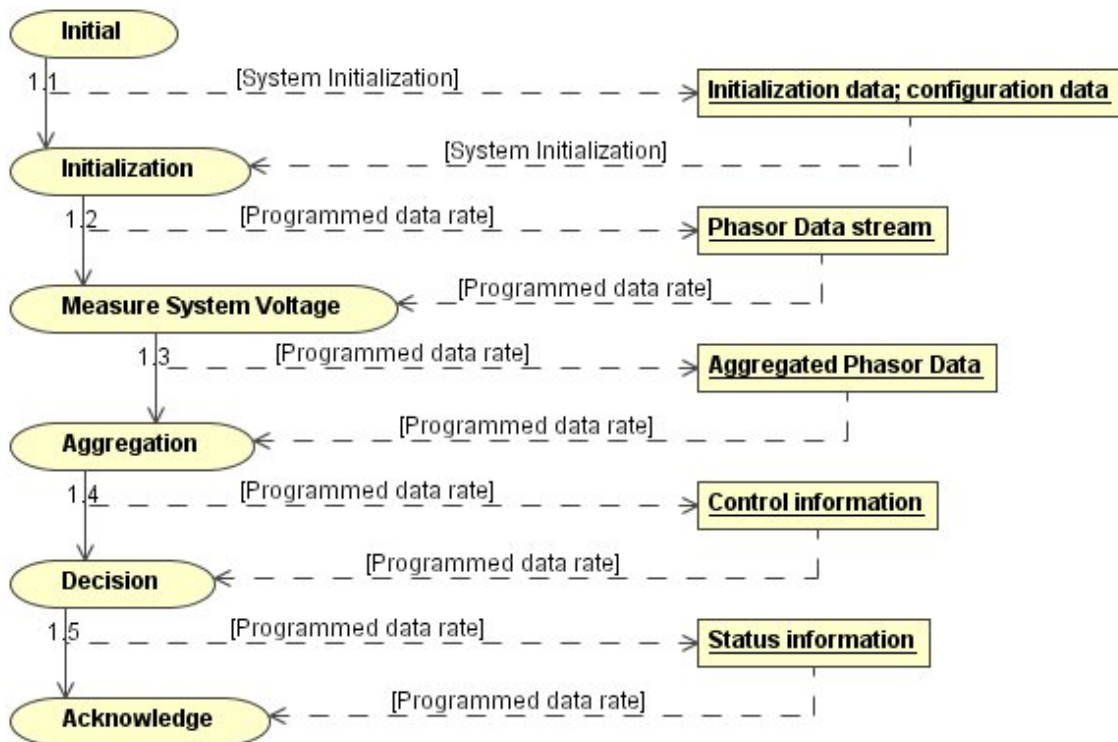 Initial
1.1
[System Initialization]
Initialization data; configuration data
[System Initialization]
Initialization
1.2
[Programmed data rate]
Phasor Data stream
[Programmed data rate]
Measure System Voltage
1.3
[Programmed data rate]
Aggregated Phasor Data
[Programmed data rate]
Aggregation
1.4
[Programmed data rate]
Control information
[Programmed data rate]
Decision
1.5
[Programmed data rate]
Status information
[Programmed data rate]
Acknowledge